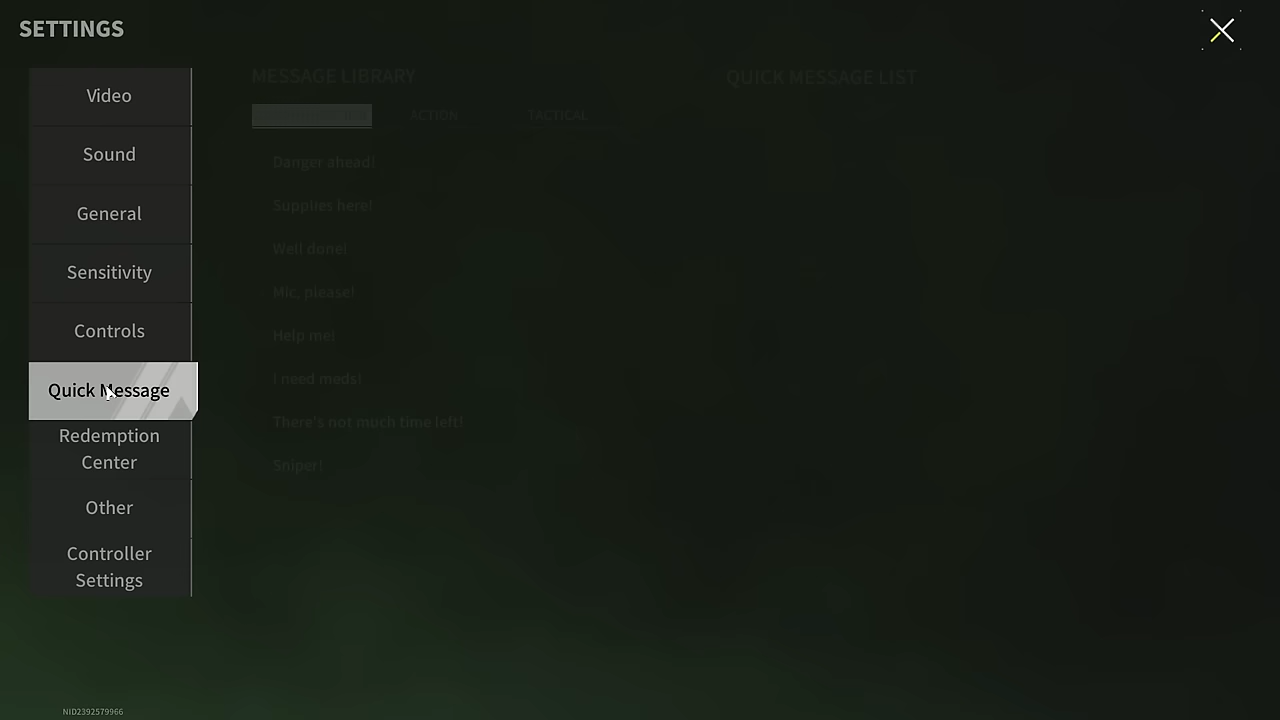 SETTINGS
Video
Sound
General
Sensitivity
Controls
Quick Message
Redemption
Center
Other
Controller
Settings
MESSAGE LIBRARY
ACTION
TACTICAL
Danger ahead!
Supplies here!
Well done!
Mic, please!
Help me!
I need meds!
There's not much time left!
Sniper!
QUICK MESSAGE LIST
NID2392579966